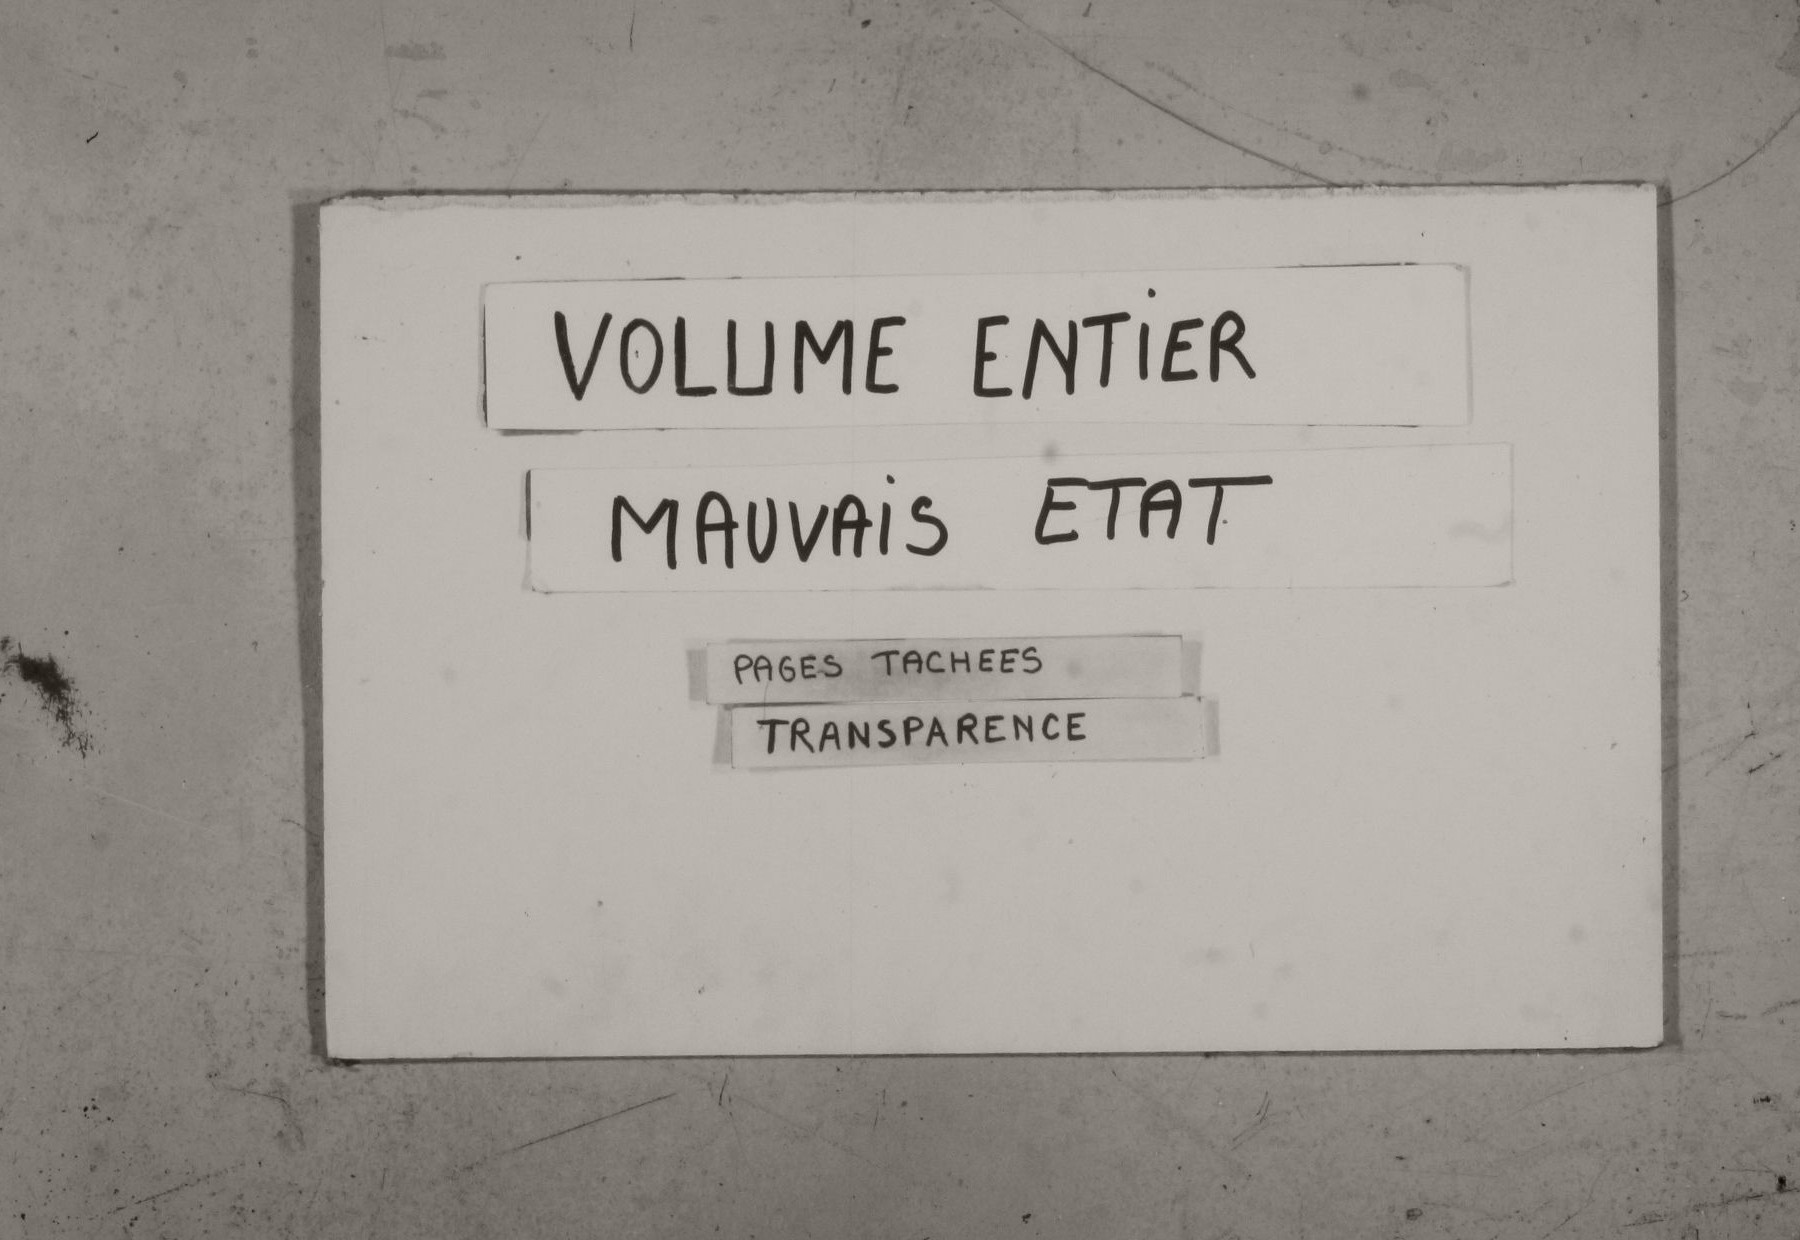 VOLUME ENTiER
MAUVAiS ETAT
PAGES TACHEES
TRANSPARENCE